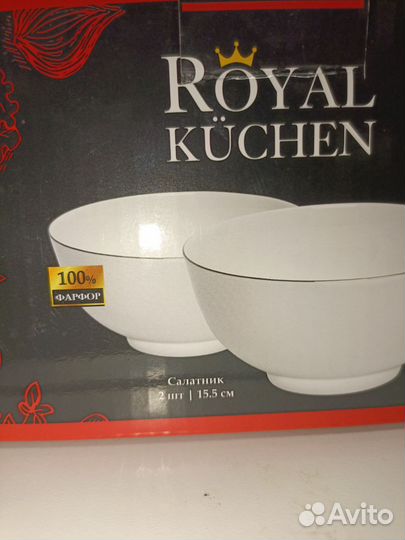 ROYAL
KÜCHEN
100%
ФАРФОР
Салатник
2 шт | 15.5 см
Avito